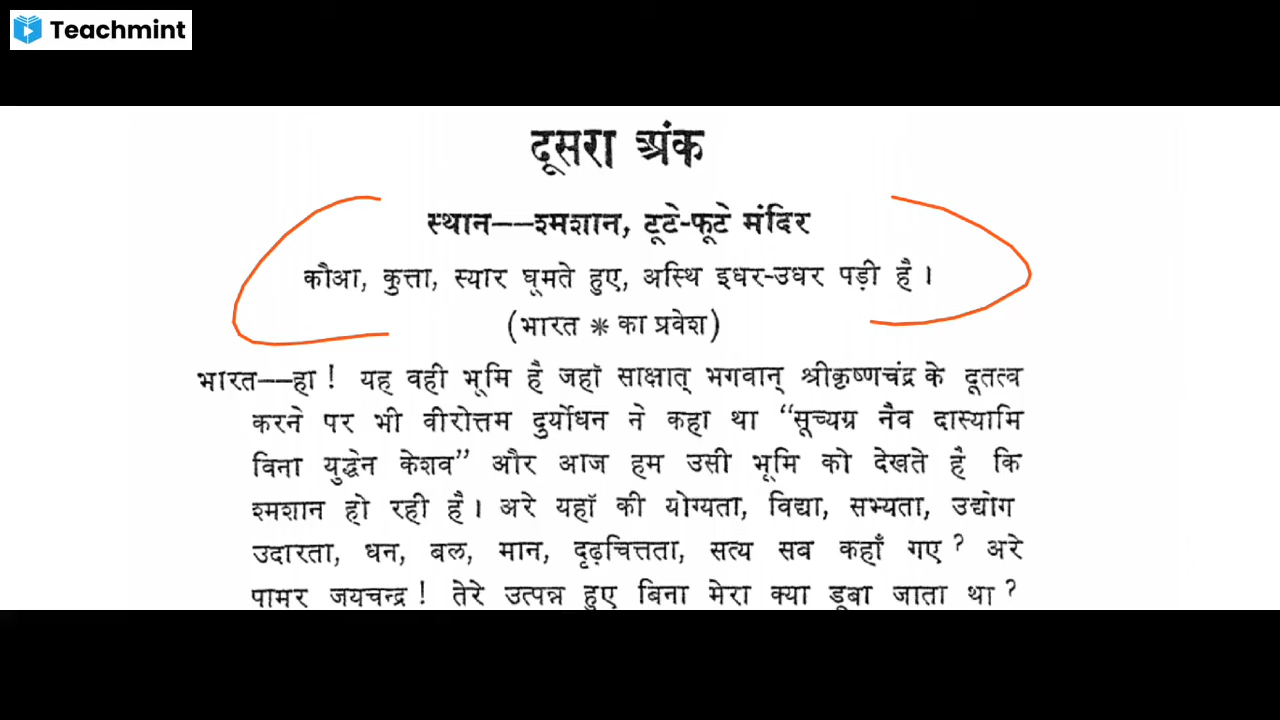 Teachmint
दूसरा अंक
स्थान——श्मशान, टूटे-फूटे मंदिर
कौआ, कुत्ता, स्यार घूमते हुए, अस्थि इधर-उधर पड़ी है ।
(भारत * का प्रवेश)
भारत—हा ! यह वही भूमि है जहाँ साक्षात् भगवान् श्रीकृष्णचंद्र के दूतत्व
करने पर भी वीरोत्तम दुर्योधन ने कहा था “सूच्यग्र नैव दास्यामि
विना युद्धेन केशव” और आज हम उसी भूमि को देखते है कि
श्मशान हो रही है । अरे यहाँ की योग्यता, विद्या, सभ्यता, उद्योग
उदारता, धन, बल, मान, दृढ़चित्तता, सत्य सब कहाँ गए ? अरे
पामर जयचन्द्र ! तेरे उत्पन्न हुए बिना मेरा क्या डूबा जाता था ?